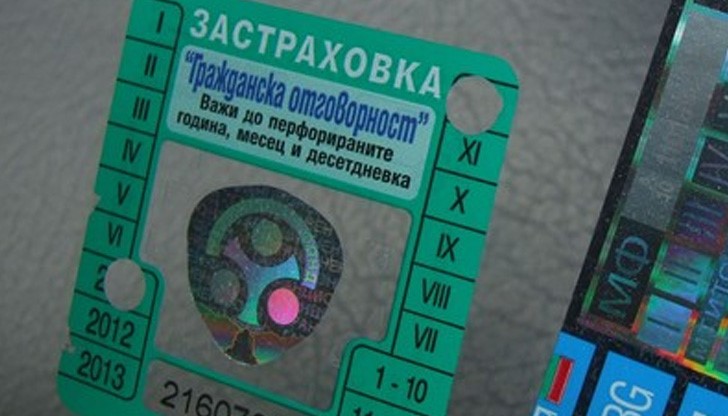 ЗАСТРАХОВКА
"Гражданска отговорност"
Важи до перфорираните
година, месец и десетдневка
I
II
III
IV
V
VI
2012
2013
XI
X
IX
VIII
VII
1 - 10
МФ
PG